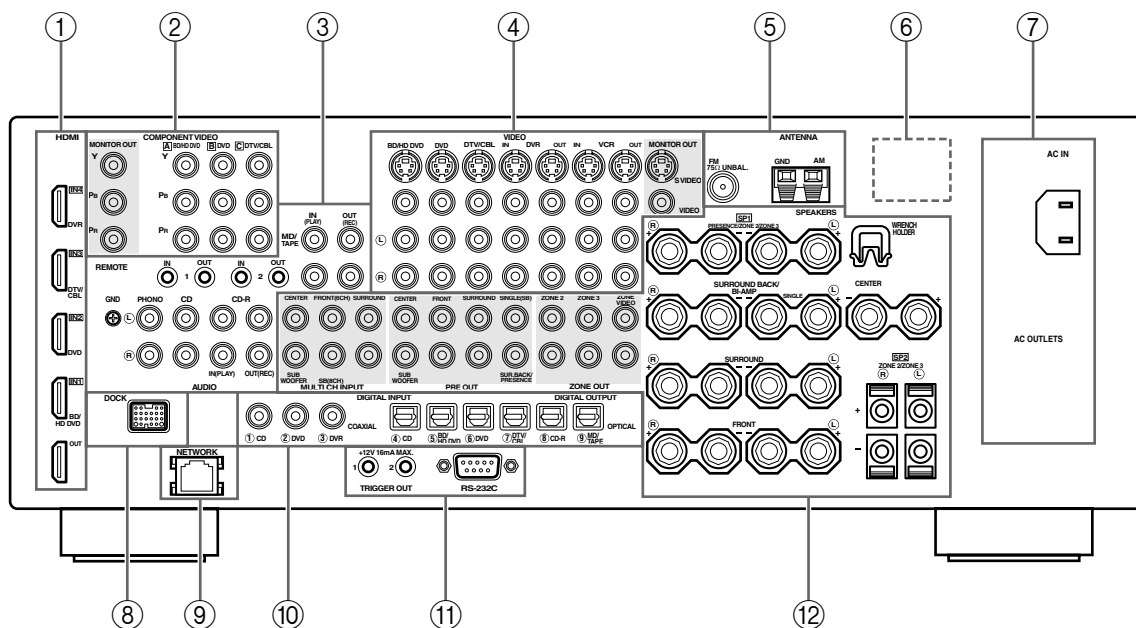 ① ② ③ ④ ⑤ ⑥ ⑦
HDMI
COMPONENT VIDEO
MONITOR OUT
A BD/HD DVD B DVD C DTV/CBL
Y Y
PB PB
PR PR
IN4
DVR
IN3
DTV/
CBL
IN2
DVD
IN1
BD/
HD DVD
OUT
REMOTE IN 1 OUT IN 2 OUT
GND PHONO CD CD-R
L
R
IN(PLAY) OUT(REC)
AUDIO
IN
(PLAY)
OUT
(REC)
MD/
TAPE
VIDEO
BD/HD DVD DVD DTV/CBL IN DVR OUT IN VCR OUT MONITOR OUT
S VIDEO
VIDEO
L
R
CENTER FRONT(6CH) SURROUND CENTER FRONT SURROUND SINGLE(SB) ZONE 2 ZONE 3 ZONE
VIDEO
SUB
WOOFER
SB(8CH)
SUB
WOOFER
SUR.BACK/
PRESENCE
MULTI CH INPUT PRE OUT ZONE OUT
ANTENNA
FM
75Ω UNBAL.
GND AM
AC IN
AC OUTLETS
SPEAKERS
SP1
R PRESENCE/ZONE 2/ZONE 3 L
+ +
WRENCH
HOLDER
SURROUND BACK/
BI-AMP
R SINGLE L
+ +
CENTER
– +
R SURROUND L
+ +
SP2
ZONE 2/ZONE 3
R L
+
–
R FRONT L
+ +
DOCK
NETWORK
DIGITAL INPUT DIGITAL OUTPUT
COAXIAL OPTICAL
① CD ② DVD ③ DVR ④ CD ⑤ BD/
HD DVD ⑥ DVD ⑦ DTV/
CBL ⑧ CD-R ⑨ MD/
TAPE
+12V 16mA MAX.
1 2
TRIGGER OUT RS-232C
⑧ ⑨ ⑩ ⑪ ⑫